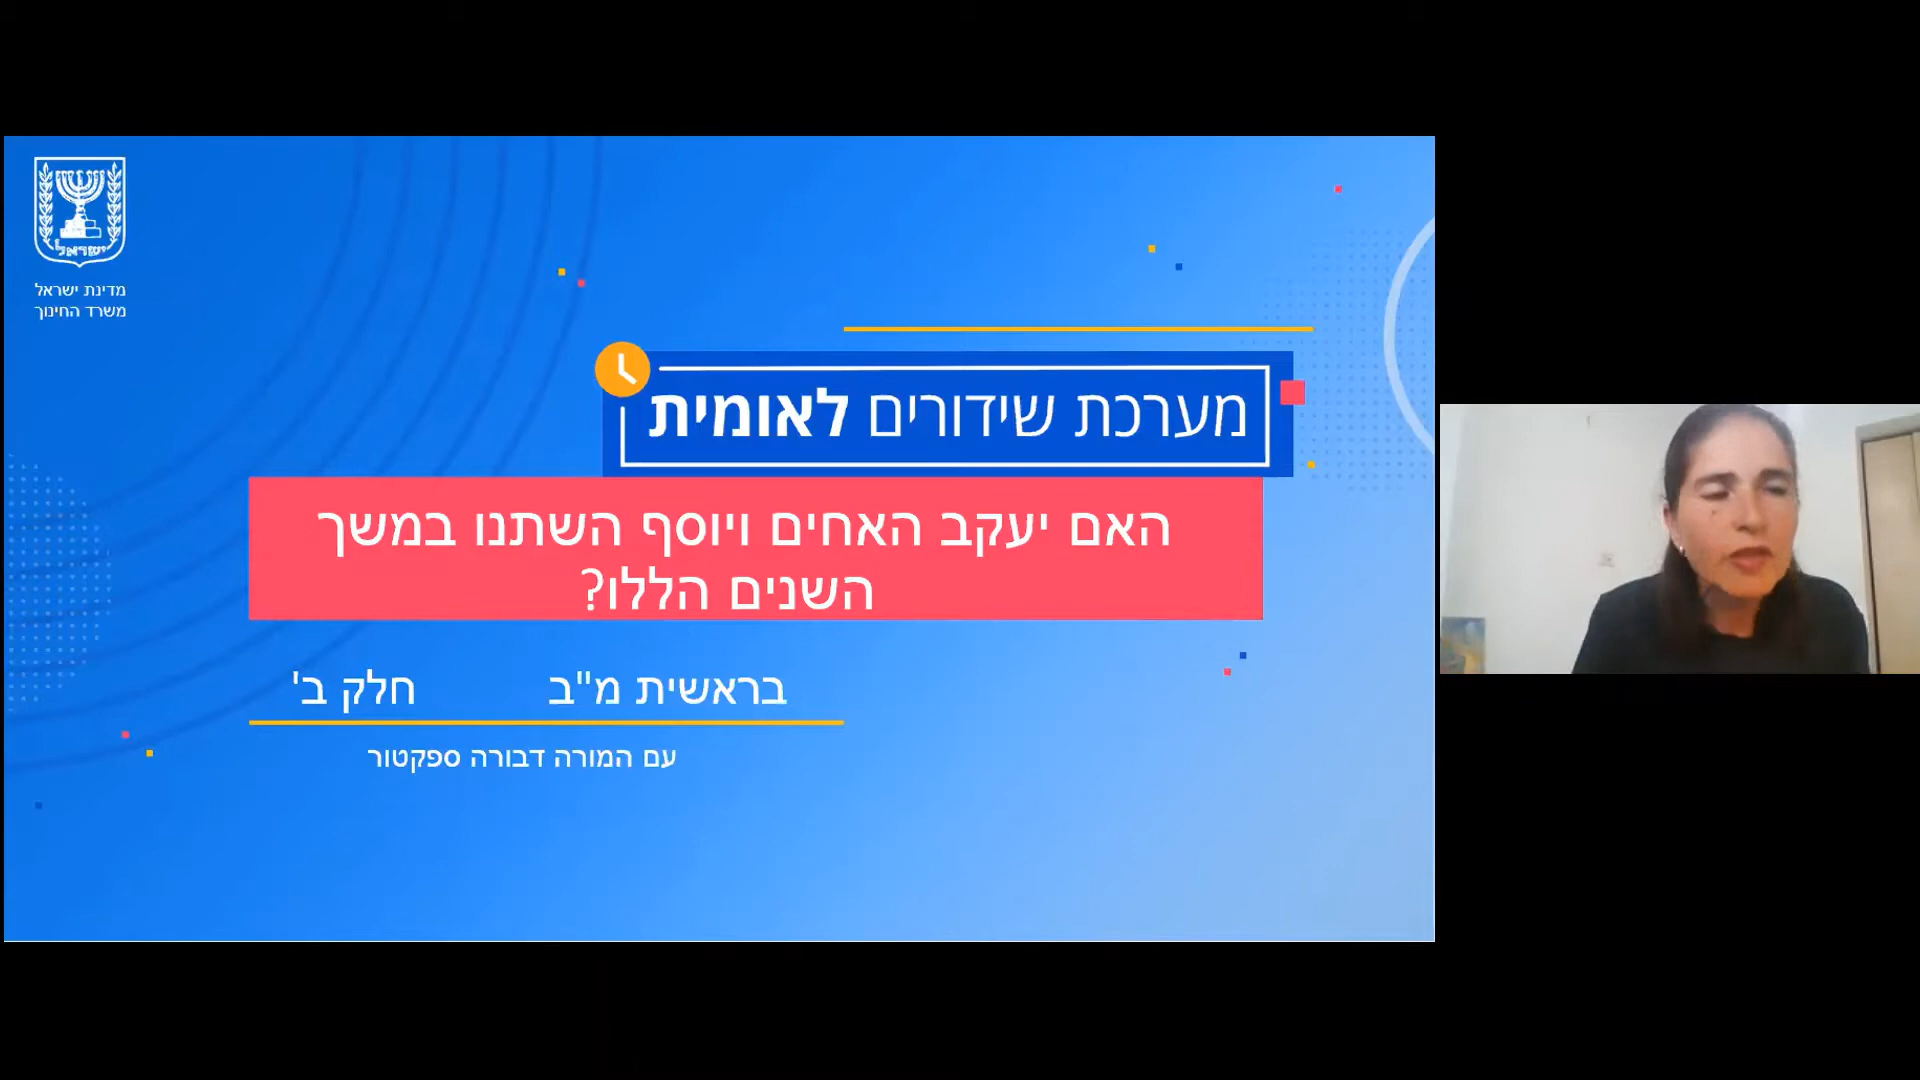 ישראל
מדינת ישראל
משרד החינוך
מערכת שידורים לאומית
האם יעקב האחים ויוסף השתנו במשך
השנים הללו?
בראשית מ"ב חלק ב'
עם המורה דבורה ספקטור